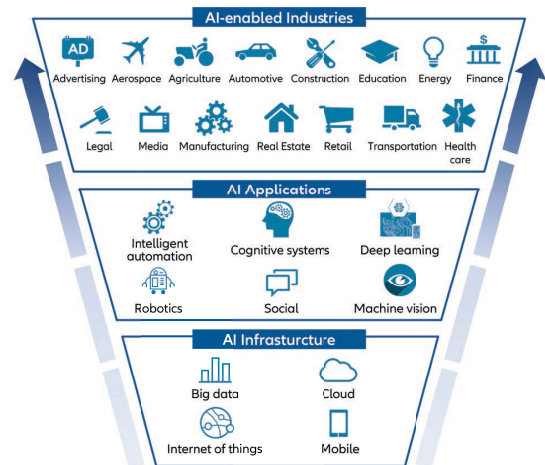 AI-enabled Industries
AD
$
Advertising Aerospace Agriculture Automotive Construction Education Energy Finance
Legal Media Manufacturing Real Estate Retail Transportation Health
care
AI Applications
Intelligent
automation
Cognitive systems
Deep learning
Robotics Social Machine vision
AI Infrasturcture
Big data Cloud
Internet of things Mobile